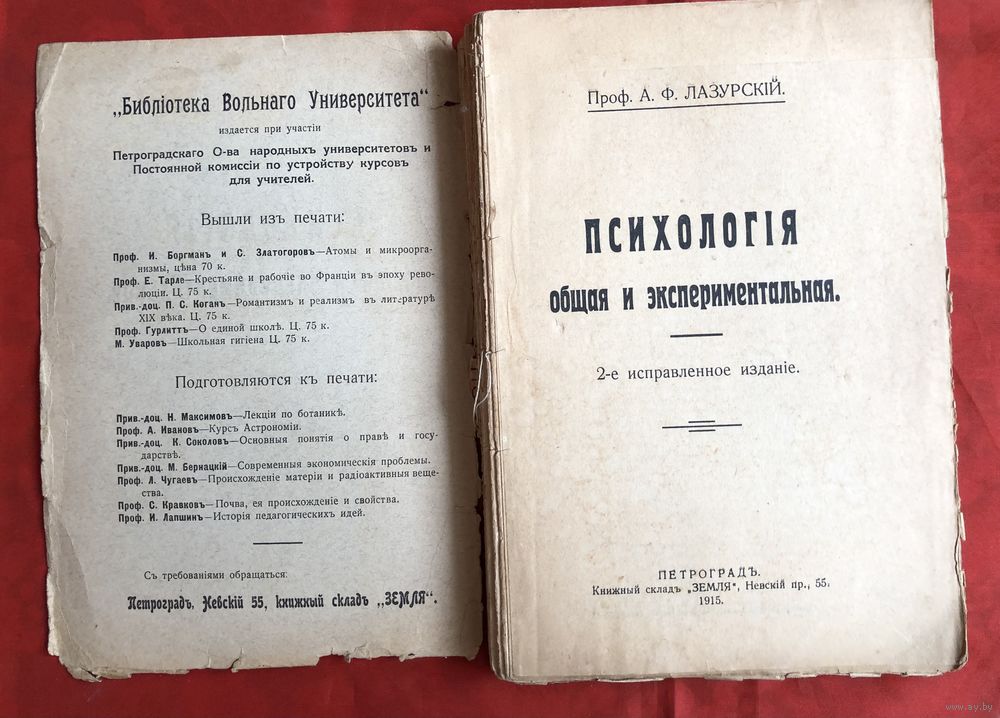 „Библіотека Вольнаго Университета"
издается при участіи
Петроградскаго О-ва народныхъ университетовъ и
Постоянной комиссіи по устройству курсовъ
для учителей.
Вышли изъ печати:
Проф. И. Боргманъ и С. Златогоровъ—Атомы и микроорга-
низмы, цѣна 70 к.
Проф. Е. Тарле—Крестьяне и рабочіе во Франціи въ эпоху рево-
люціи. Ц. 75 к.
Прив.-доц. П. С. Коганъ—Романтизмъ и реализмъ въ литературѣ
XIX вѣка. Ц. 75 к.
Проф. Гурлиттъ—О единой школѣ. Ц. 75 к.
М. Уваровъ—Школьная гигіена Ц. 75 к.
Подготовляются къ печати:
Прив.-доц. Н. Максимовъ—Лекціи по ботаникѣ.
Проф. А. Ивановъ—Курсъ Астрономіи.
Прив.-доц. К. Соколовъ—Основныя понятія о правѣ и госу-
дарствѣ.
Прив.-доц. М. Бернацкій—Современныя экономическія проблемы.
Проф. Л. Чугаевъ—Происхожденіе матеріи и радіоактивныя веще-
ства.
Проф. С. Кравковъ—Почва, ея происхожденіе и свойства.
Проф. И. Лапшинъ—Исторія педагогическихъ идей.
Съ требованіями обращаться:
Петроградъ, Невскій 55, книжный складъ „ЗЕМЛЯ".
Проф. А. Ф. ЛАЗУРСКІЙ.
ПСИХОЛОГІЯ
общая и экспериментальная.
2-е исправленное изданіе.
ПЕТРОГРАДЪ.
Книжный складъ „ЗЕМЛЯ", Невскій пр., 55.
1915.
www.ay.by